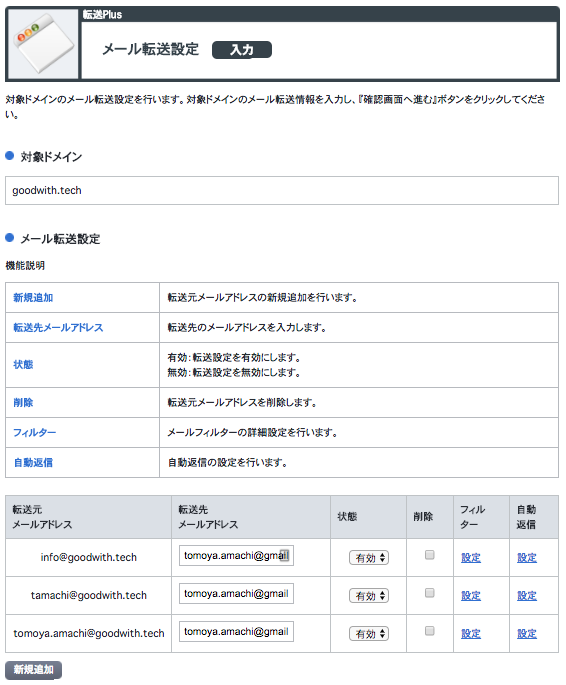 転送Plus
メール転送設定 入力
対象ドメインのメール転送設定を行います。対象ドメインのメール転送情報を入力し、『確認画面へ進む』ボタンをクリックしてくださ
い。
対象ドメイン
goodwith.tech
メール転送設定
機能説明
新規追加 転送元メールアドレスの新規追加を行います。
転送先メールアドレス 転送先のメールアドレスを入力します。
状態 有効：転送設定を有効にします。
無効：転送設定を無効にします。
削除 転送元メールアドレスを削除します。
フィルター メールフィルターの詳細設定を行います。
自動返信 自動返信の設定を行います。
転送元 転送先 状態 削除 フィル 自動
メールアドレス メールアドレス ター 返信
info@goodwith.tech tomoya.amachi@gmail 有効 設定 設定
tamachi@goodwith.tech tomoya.amachi@gmail 有効 設定 設定
tomoya.amachi@goodwith.tech tomoya.amachi@gmail 有効 設定 設定
新規追加